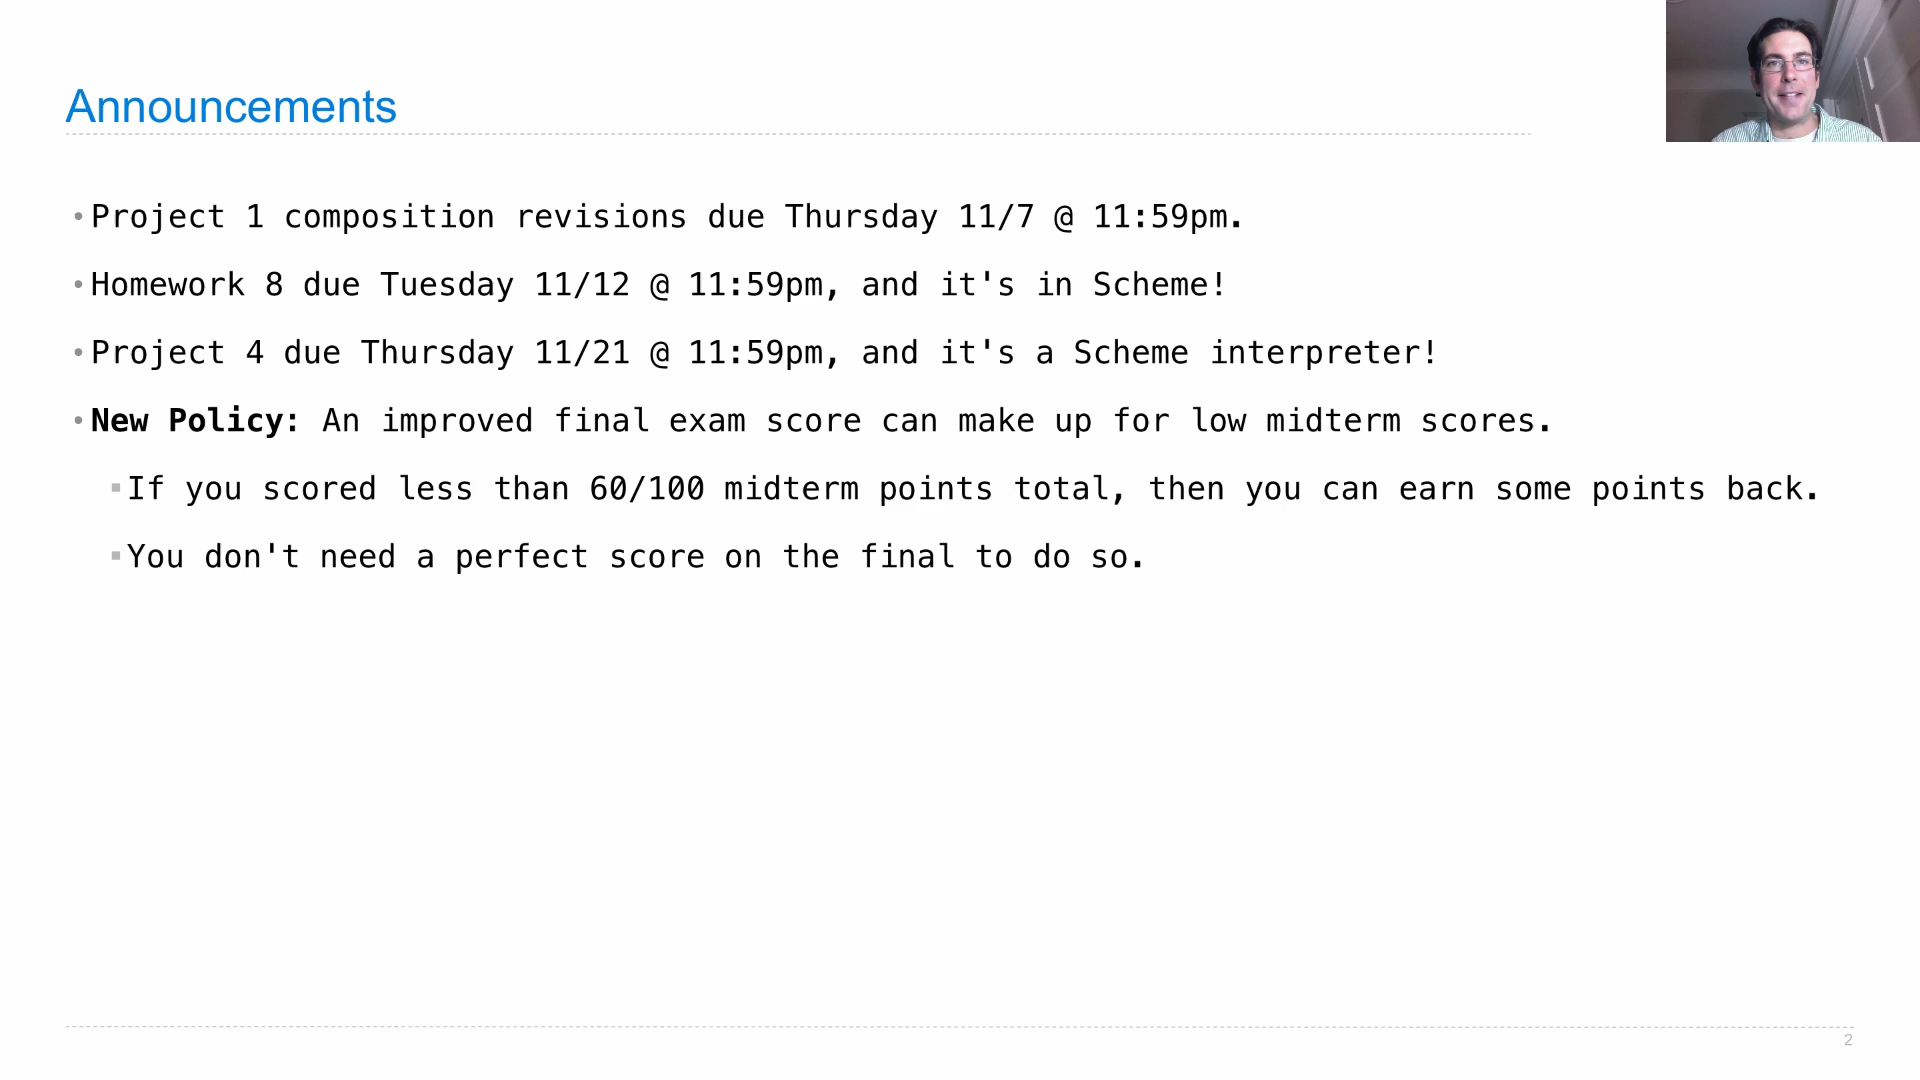 Announcements
•Project 1 composition revisions due Thursday 11/7 @ 11:59pm.
•Homework 8 due Tuesday 11/12 @ 11:59pm, and it's in Scheme!
•Project 4 due Thursday 11/21 @ 11:59pm, and it's a Scheme interpreter!
•New Policy: An improved final exam score can make up for low midterm scores.
▪If you scored less than 60/100 midterm points total, then you can earn some points back.
▪You don't need a perfect score on the final to do so.
2